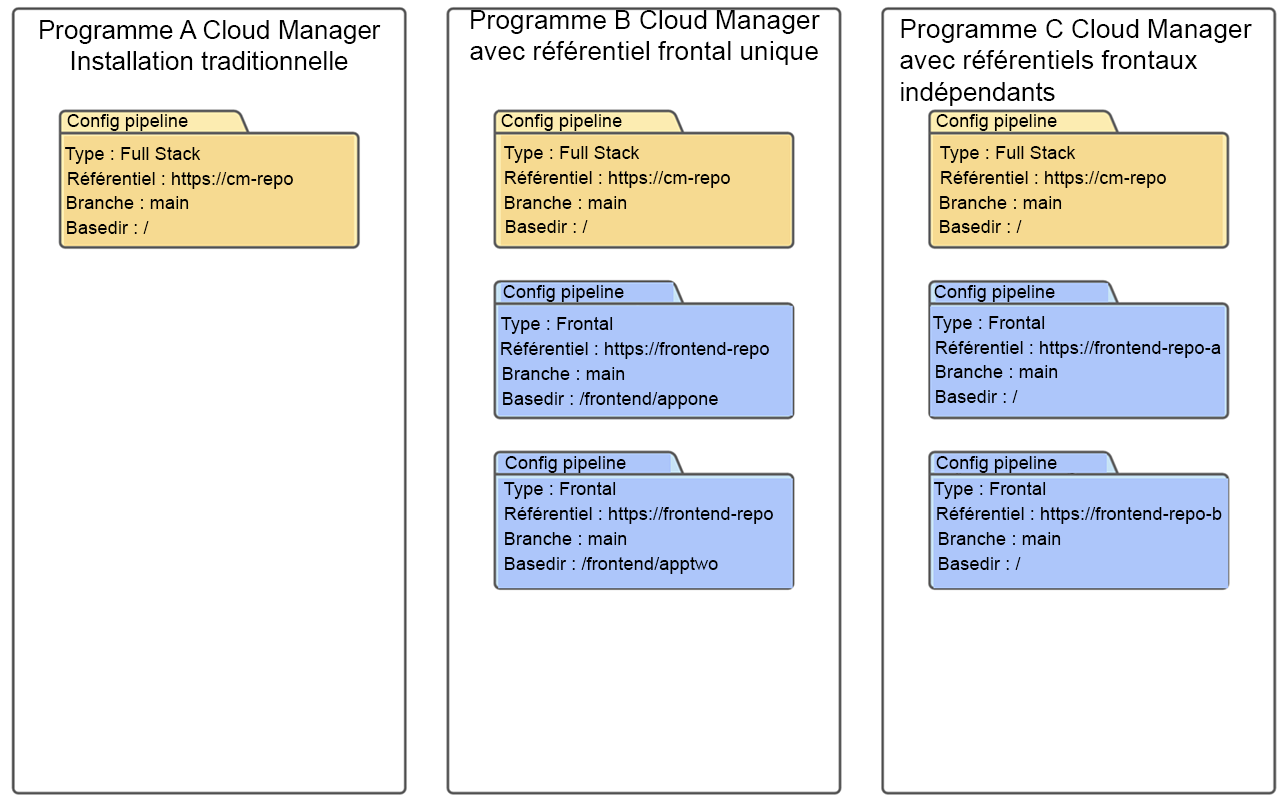 Programme A Cloud Manager
Installation traditionnelle
Config pipeline
Type : Full Stack
Référentiel : https://cm-repo
Branche : main
Basedir : /
Programme B Cloud Manager
avec référentiel frontal unique
Config pipeline
Type : Full Stack
Référentiel : https://cm-repo
Branche : main
Basedir : /
Config pipeline
Type : Frontal
Référentiel : https://frontend-repo
Branche : main
Basedir : /frontend/appone
Config pipeline
Type : Frontal
Référentiel : https://frontend-repo
Branche : main
Basedir : /frontend/apptwo
Programme C Cloud Manager
avec référentiels frontaux
indépendants
Config pipeline
Type : Full Stack
Référentiel : https://cm-repo
Branche : main
Basedir : /
Config pipeline
Type : Frontal
Référentiel : https://frontend-repo-a
Branche : main
Basedir : /
Config pipeline
Type : Frontal
Référentiel : https://frontend-repo-b
Branche : main
Basedir : /